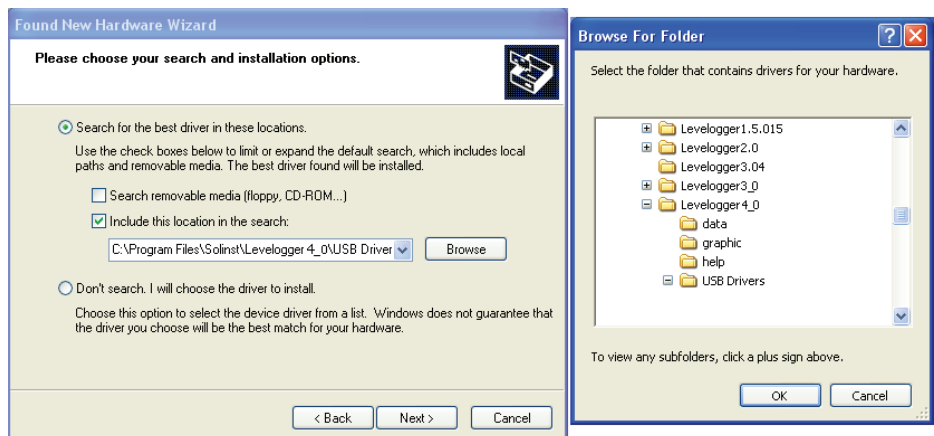 Found New Hardware Wizard
Please choose your search and installation options.
Search for the best driver in these locations.
Use the check boxes below to limit or expand the default search, which includes local
paths and removable media. The best driver found will be installed.
Search removable media (floppy, CD-ROM...)
Include this location in the search:
C:\Program Files\Solinst\Levelogger 4_0\USB Driver
Browse
Don't search. I will choose the driver to install.
Choose this option to select the device driver from a list. Windows does not guarantee that
the driver you choose will be the best match for your hardware.
< Back
Next >
Cancel
Browse For Folder
Select the folder that contains drivers for your hardware.
Levelogger1.5.015
Levelogger2.0
Levelogger3.04
Levelogger3_0
Levelogger4_0
data
graphic
help
USB Drivers
To view any subfolders, click a plus sign above.
OK
Cancel